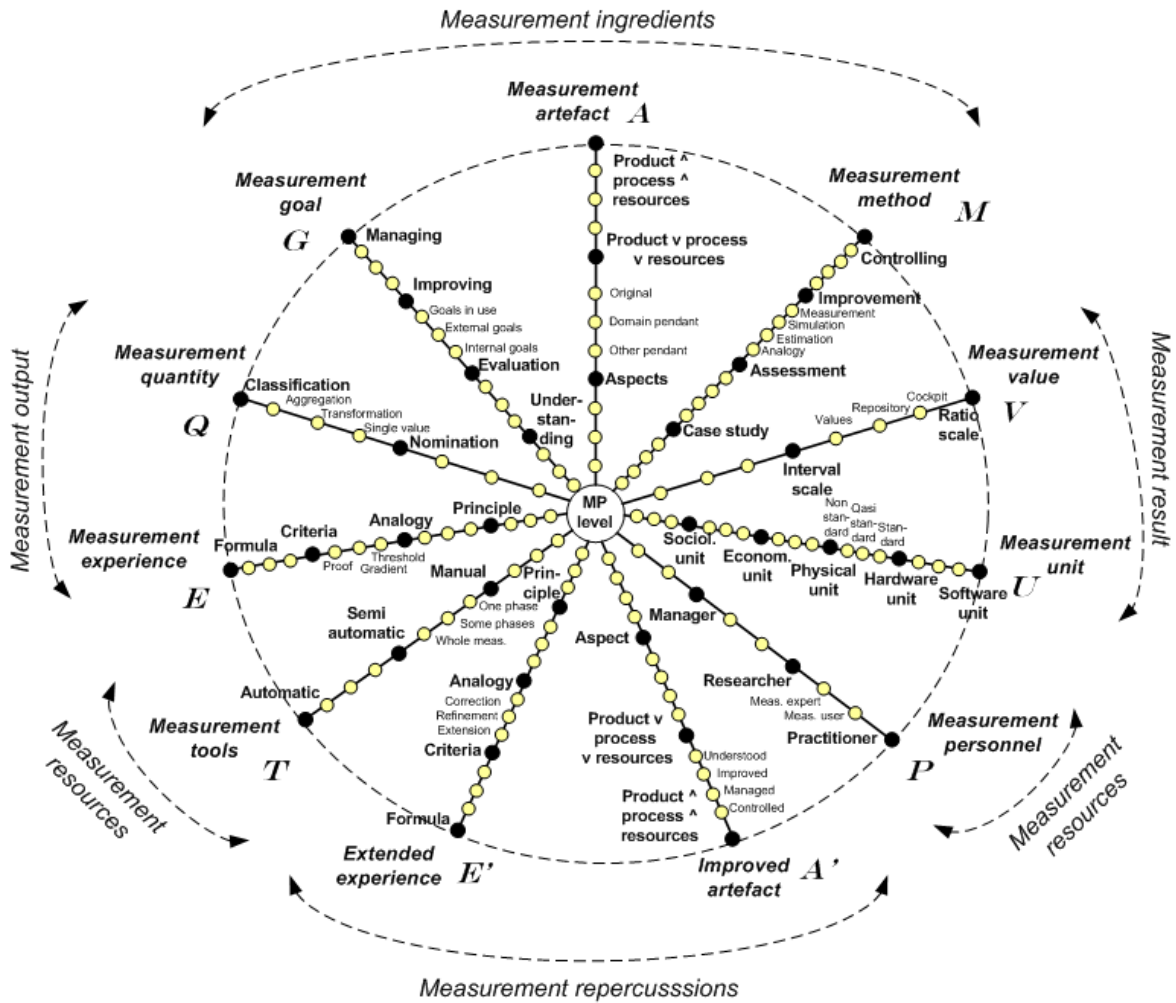 Measurement ingredients
Measurement
artefact A
Product ^
process ^
resources
Product v process
v resources
Original
Domain pendant
Other pendant
Aspects
Measurement
goal
G
Managing
Improving
Goals in use
External goals
Internal goals
Evaluation
Under-
stan-
ding
Measurement
method
M
Controlling
Improvement
Measurement
Simulation
Estimation
Analogy
Assessment
Case study
Measurement output
Measurement
quantity
Q
Classification
Aggregation
Transformation
Single value
Nomination
Measurement
value
V
Cockpit
Repository
Values
Ratio
scale
Interval
scale
Measurement result
MP
level
Measurement
experience
E
Formula
Criteria
Proof
Analogy
Threshold
Gradient
Principle
Sociol.
unit
Econom.
unit
Non
stan-
dard
Qasi
stan-
dard
Stan-
dard
Physical
unit
Hardware
unit
Software
unit
Measurement
unit
U
Manual
One phase
Some phases
Whole meas.
Semi
automatic
Automatic
Measurement
tools
T
Measurement
resources
Prin-
ciple
Analogy
Correction
Refinement
Extension
Criteria
Formula
Extended
experience E'
Aspect
Product v
process
v resources
Understood
Improved
Managed
Controlled
Product ^
process ^
resources
Improved
artefact A'
Manager
Researcher
Meas. expert
Meas. user
Practitioner
Measurement
personnel
P
Measurement
resources
Measurement repercusssions